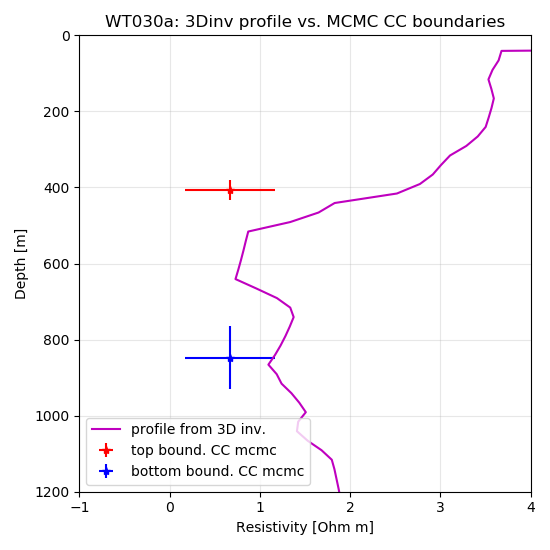 WT030a: 3Dinv profile vs. MCMC CC boundaries
0
200
400
600
800
1000
1200
Depth [m]
profile from 3D inv.
top bound. CC mcmc
bottom bound. CC mcmc
−1
0
1
2
3
4
Resistivity [Ohm m]